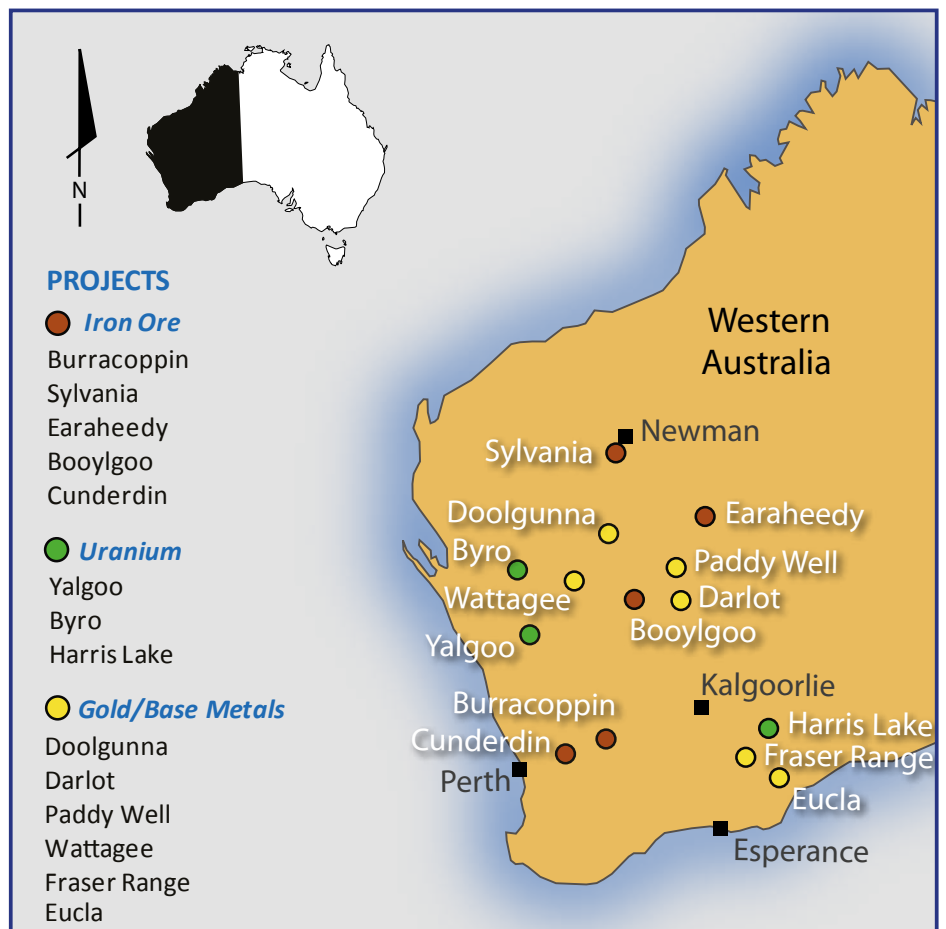 N
PROJECTS
Iron Ore
Burracoppin
Sylvania
Earaheedy
Booylgoo
Cunderdin
Uranium
Yalgoo
Byro
Harris Lake
Gold/Base Metals
Doolgunna
Darlot
Paddy Well
Wattagee
Fraser Range
Eucla
Western
Australia
Newman
Sylvania
Doolgunna
Earaheedy
Byro
Paddy Well
Wattagee
Darlot
Booylgoo
Yalgoo
Kalgoorlie
Burracoppin
Harris Lake
Cunderdin
Fraser Range
Perth
Eucla
Esperance